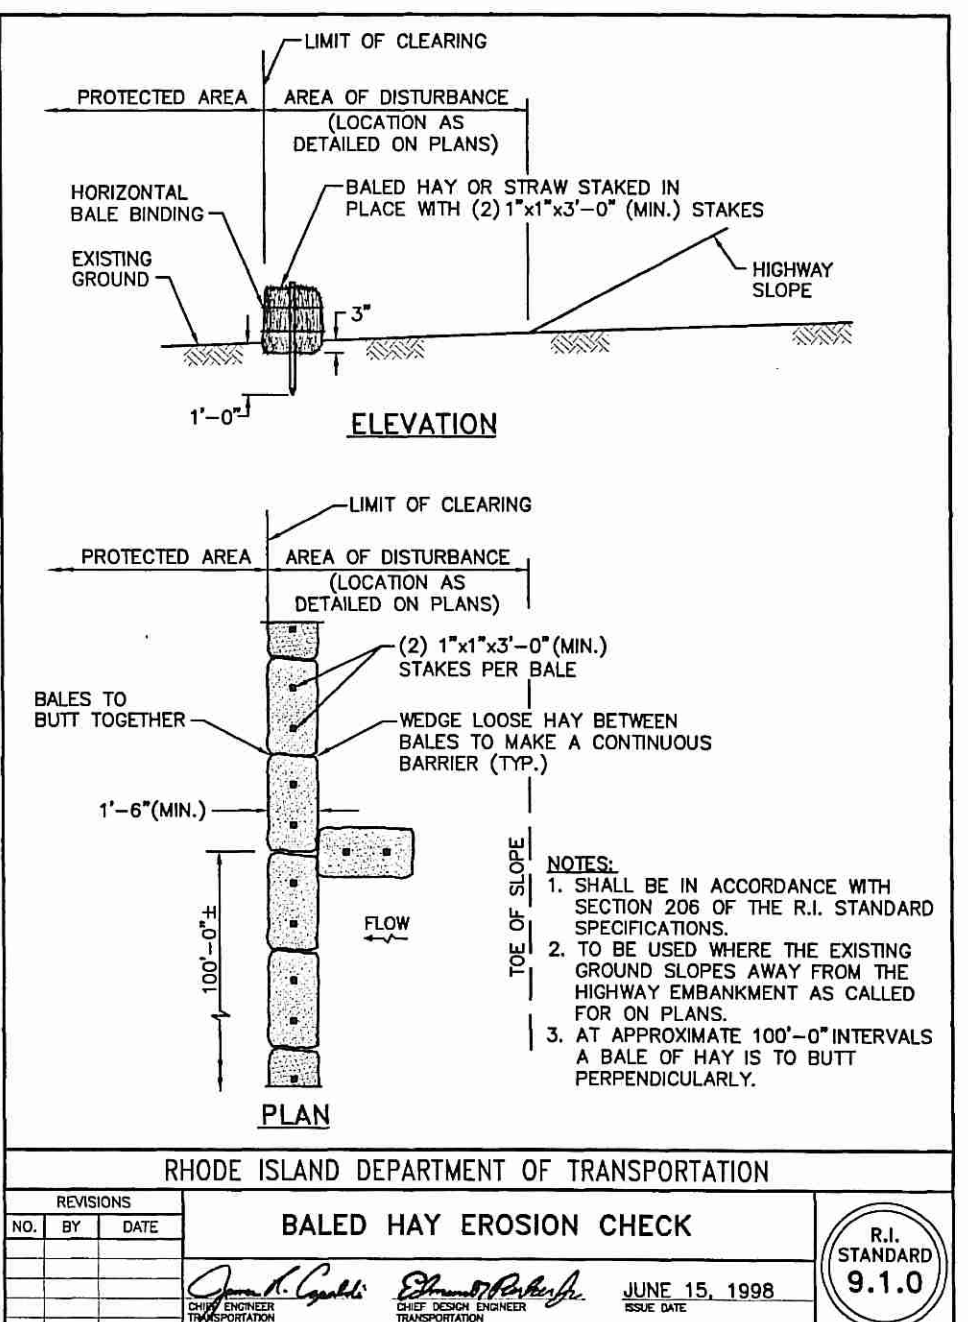 LIMIT OF CLEARING
PROTECTED AREA
AREA OF DISTURBANCE
(LOCATION AS
DETAILED ON PLANS)
HORIZONTAL
BALE BINDING
BALED HAY OR STRAW STAKED IN
PLACE WITH (2) 1"x1"x3'-0" (MIN.) STAKES
EXISTING
GROUND
HIGHWAY
SLOPE
3"
1'-0"
ELEVATION
LIMIT OF CLEARING
PROTECTED AREA
AREA OF DISTURBANCE
(LOCATION AS
DETAILED ON PLANS)
(2) 1"x1"x3'-0"(MIN.)
STAKES PER BALE
BALES TO
BUTT TOGETHER
WEDGE LOOSE HAY BETWEEN
BALES TO MAKE A CONTINUOUS
BARRIER (TYP.)
1'-6"(MIN.)
100'-0"±
FLOW
TOE OF SLOPE
NOTES:
1. SHALL BE IN ACCORDANCE WITH
SECTION 206 OF THE R.I. STANDARD
SPECIFICATIONS.
2. TO BE USED WHERE THE EXISTING
GROUND SLOPES AWAY FROM THE
HIGHWAY EMBANKMENT AS CALLED
FOR ON PLANS.
3. AT APPROXIMATE 100'-0" INTERVALS
A BALE OF HAY IS TO BUTT
PERPENDICULARLY.
PLAN
RHODE ISLAND DEPARTMENT OF TRANSPORTATION
REVISIONS
NO. BY DATE
BALED HAY EROSION CHECK
CHIEF ENGINEER
TRANSPORTATION
CHIEF DESIGN ENGINEER
TRANSPORTATION
JUNE 15, 1998
ISSUE DATE
R.I.
STANDARD
9.1.0